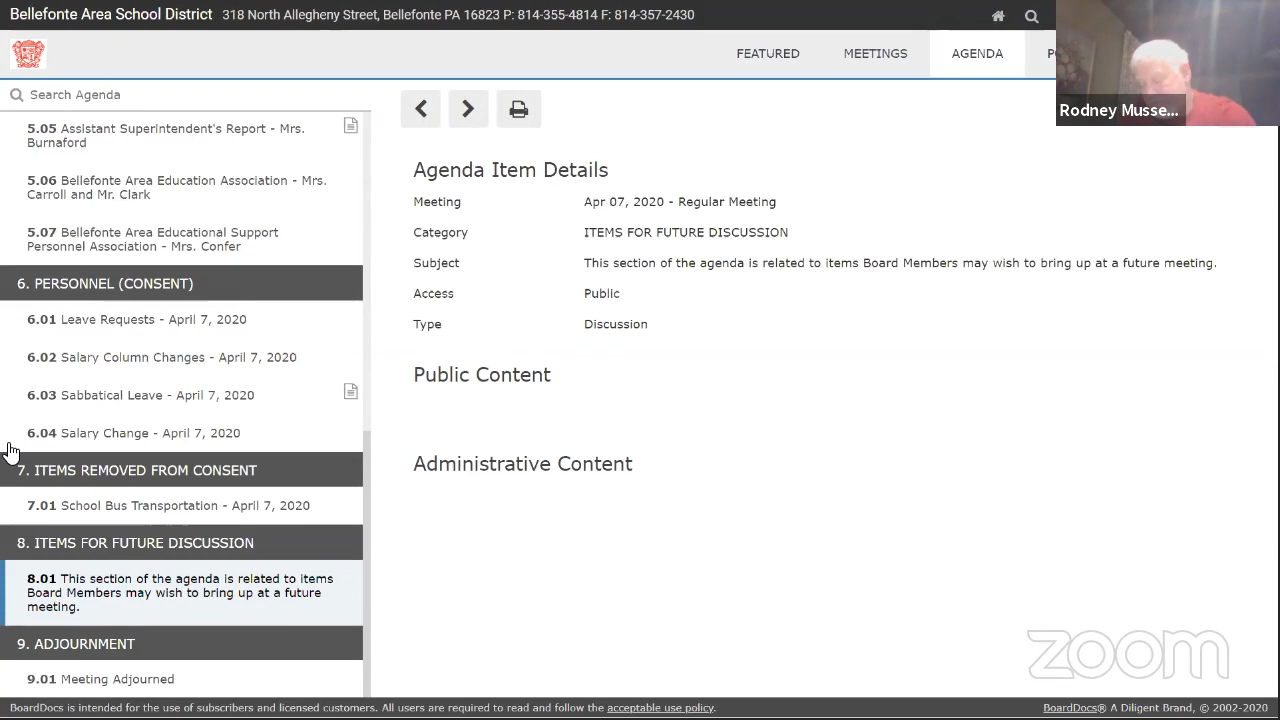 Bellefonte Area School District 318 North Allegheny Street, Bellefonte PA 16823 P: 814-355-4814 F: 814-357-2430
FEATURED MEETINGS AGENDA
Rodney Musse...
Search Agenda
5.05 Assistant Superintendent's Report - Mrs.
Burnaford
5.06 Bellefonte Area Education Association - Mrs.
Carroll and Mr. Clark
5.07 Bellefonte Area Educational Support
Personnel Association - Mrs. Confer
6. PERSONNEL (CONSENT)
6.01 Leave Requests - April 7, 2020
6.02 Salary Column Changes - April 7, 2020
6.03 Sabbatical Leave - April 7, 2020
6.04 Salary Change - April 7, 2020
7. ITEMS REMOVED FROM CONSENT
7.01 School Bus Transportation - April 7, 2020
8. ITEMS FOR FUTURE DISCUSSION
8.01 This section of the agenda is related to items
Board Members may wish to bring up at a future
meeting.
9. ADJOURNMENT
9.01 Meeting Adjourned
Agenda Item Details
Meeting Apr 07, 2020 - Regular Meeting
Category ITEMS FOR FUTURE DISCUSSION
Subject This section of the agenda is related to items Board Members may wish to bring up at a future meeting.
Access Public
Type Discussion
Public Content
Administrative Content
zoom
BoardDocs is intended for the use of subscribers and licensed customers. All users are required to read and follow the acceptable use policy. BoardDocs® A Diligent Brand, © 2002-2020